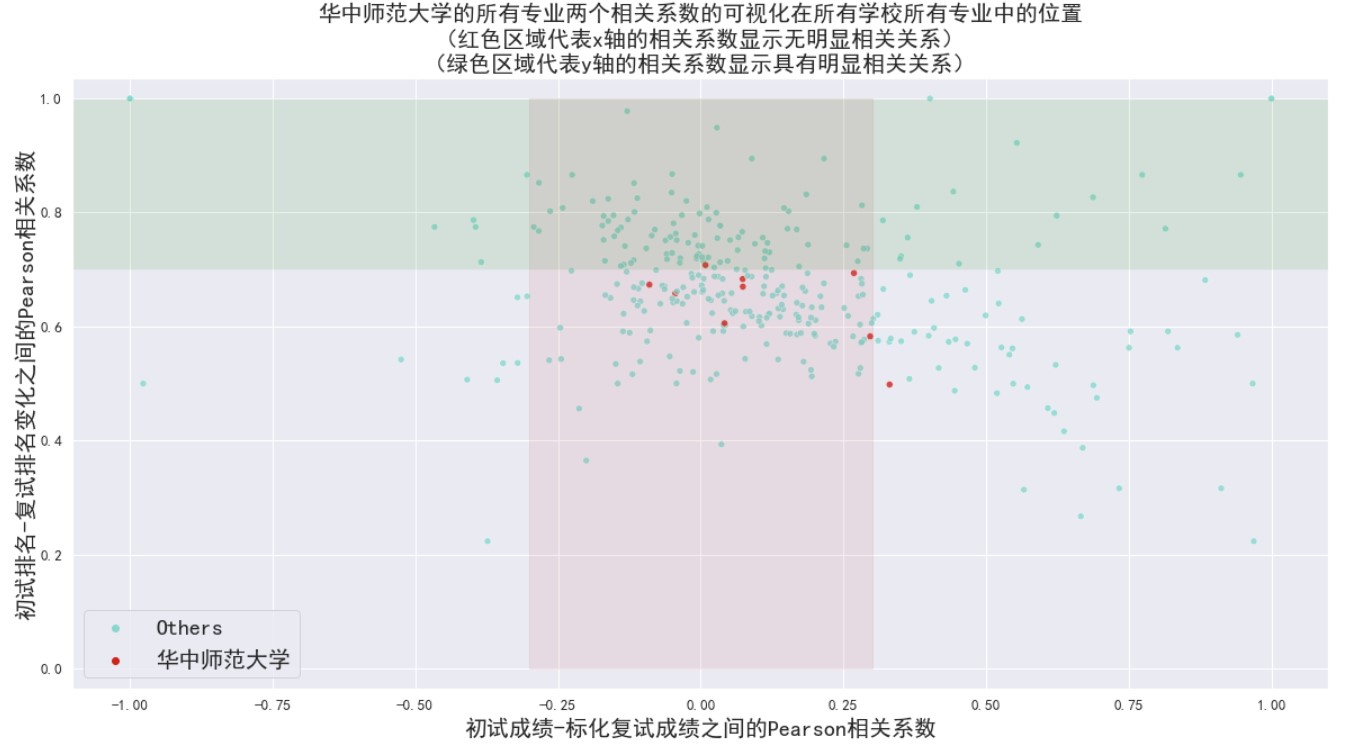 华中师范大学的所有专业两个相关系数的可视化在所有学校所有专业中的位置
（红色区域代表x轴的相关系数显示无明显相关关系）
（绿色区域代表y轴的相关系数显示具有明显相关关系）
初试排名-复试排名变化之间的Pearson相关系数
1.0
0.8
0.6
0.4
0.2
0.0
Others
华中师范大学
-1.00
-0.75
-0.50
-0.25
0.00
0.25
0.50
0.75
1.00
初试成绩-标化复试成绩之间的Pearson相关系数